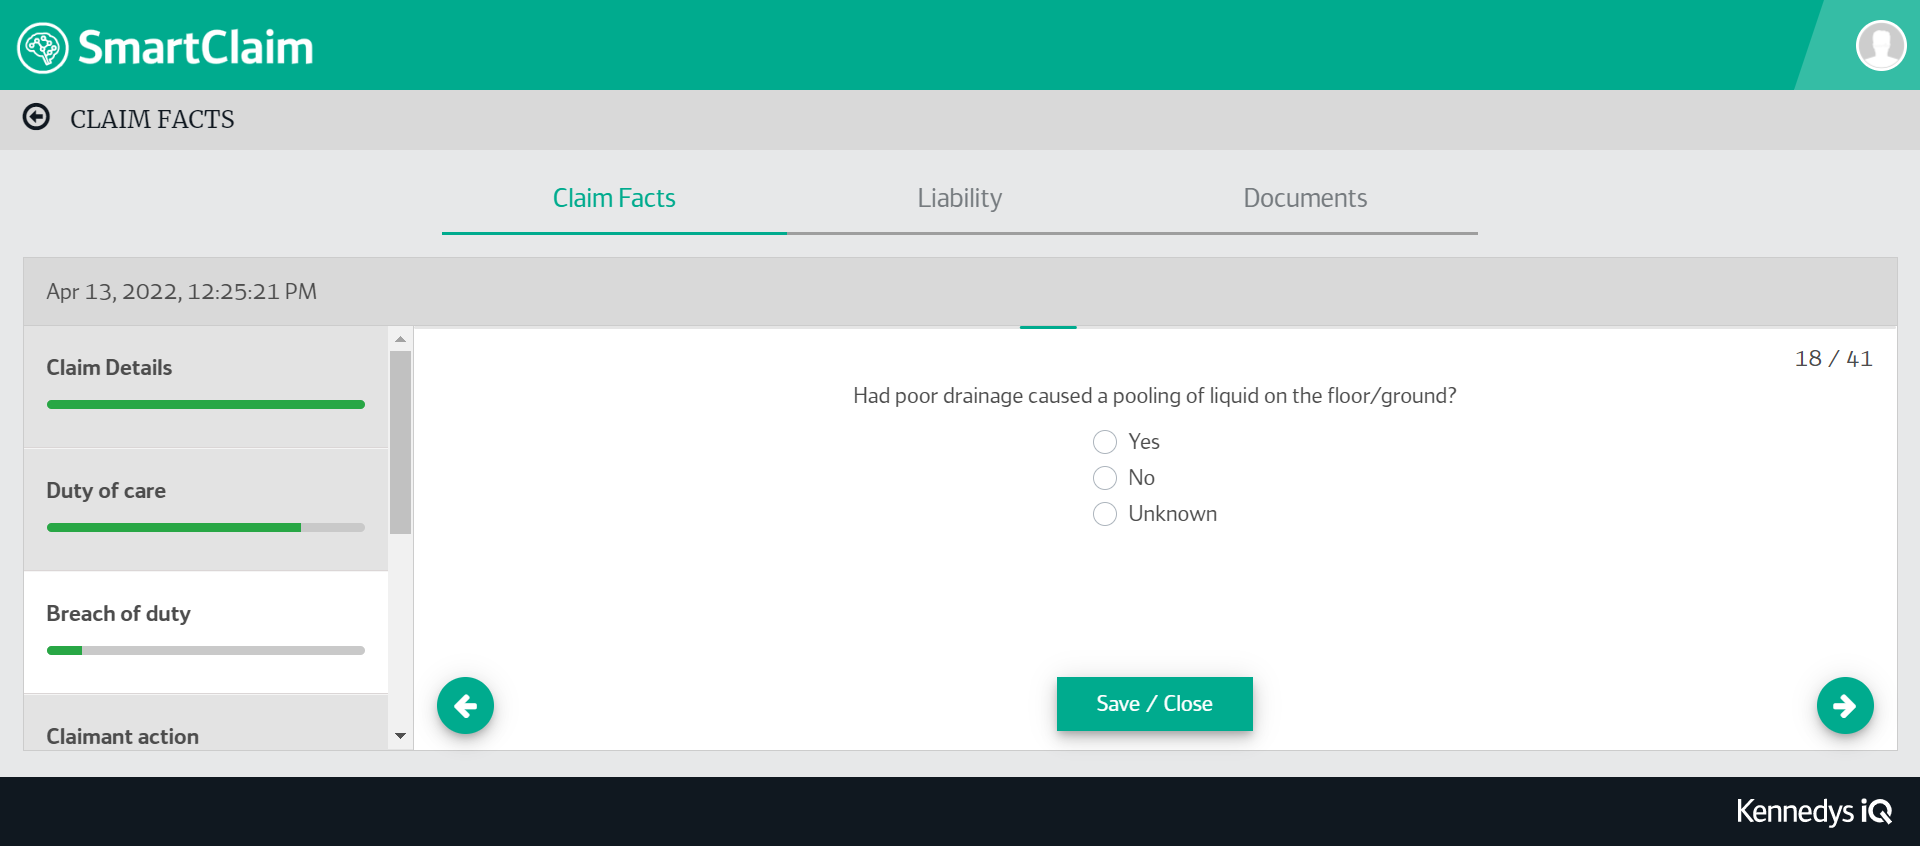 SmartClaim
CLAIM FACTS
Claim Facts
Liability
Documents
Apr 13, 2022, 12:25:21 PM
Claim Details
Duty of care
Breach of duty
Claimant action
18 / 41
Had poor drainage caused a pooling of liquid on the floor/ground?
Yes
No
Unknown
Save / Close
Kennedys iQ